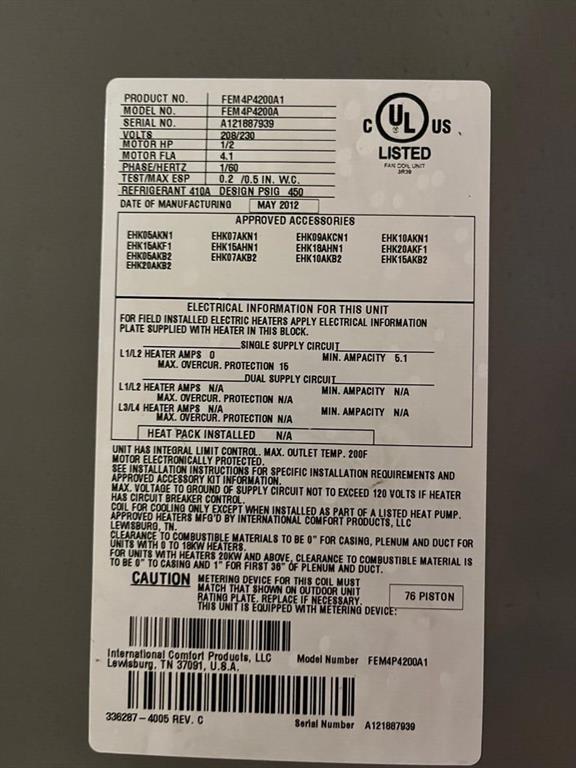 PRODUCT NO. FEM4P4200A1
MODEL NO. FEM4P4200A
SERIAL NO. A121887939
VOLTS 208/230
MOTOR HP 1/2
MOTOR FLA 4.1
PHASE/HERTZ 1/60
TEST/MAX ESP 0.2 /0.5 IN. W.C.
REFRIGERANT 410A DESIGN PSIG 450
DATE OF MANUFACTURING MAY 2012
C UL US
LISTED
FAN COIL UNIT
3R39
APPROVED ACCESSORIES
EHK05AKN1 EHK07AKN1 EHK09AKCN1 EHK10AKN1
EHK15AKF1 EHK15AHN1 EHK18AHN1 EHK20AKF1
EHK05AKB2 EHK07AKB2 EHK10AKB2 EHK15AKB2
EHK20AKB2
ELECTRICAL INFORMATION FOR THIS UNIT
FOR FIELD INSTALLED ELECTRIC HEATERS APPLY ELECTRICAL INFORMATION
PLATE SUPPLIED WITH HEATER IN THIS BLOCK.
SINGLE SUPPLY CIRCUIT
L1/L2 HEATER AMPS 0 MIN. AMPACITY 5.1
MAX. OVERCUR. PROTECTION 15
DUAL SUPPLY CIRCUIT
L1/L2 HEATER AMPS N/A MIN. AMPACITY N/A
MAX. OVERCUR. PROTECTION N/A
L3/L4 HEATER AMPS N/A MIN. AMPACITY N/A
MAX. OVERCUR. PROTECTION N/A
HEAT PACK INSTALLED N/A
UNIT HAS INTEGRAL LIMIT CONTROL. MAX. OUTLET TEMP. 200F
MOTOR ELECTRONICALLY PROTECTED.
SEE INSTALLATION INSTRUCTIONS FOR SPECIFIC INSTALLATION REQUIREMENTS AND
APPROVED ACCESSORY KIT INFORMATION.
MAX. VOLTAGE TO GROUND OF SUPPLY CIRCUIT NOT TO EXCEED 120 VOLTS IF HEATER
HAS CIRCUIT BREAKER CONTROL.
COIL FOR COOLING ONLY EXCEPT WHEN INSTALLED AS PART OF A LISTED HEAT PUMP.
APPROVED HEATERS MFG'D BY INTERNATIONAL COMFORT PRODUCTS, LLC
LEWISBURG, TN.
CLEARANCE TO COMBUSTIBLE MATERIALS TO BE 0" FOR CASING, PLENUM AND DUCT FOR
UNITS WITH 0 TO 18KW HEATERS.
FOR UNITS WITH HEATERS 20KW AND ABOVE, CLEARANCE TO COMBUSTIBLE MATERIAL IS
TO BE 0" TO CASING AND 1" FOR FIRST 36" OF PLENUM AND DUCT.
CAUTION METERING DEVICE FOR THIS COIL MUST
MATCH THAT SHOWN ON OUTDOOR UNIT
RATING PLATE. REPLACE IF NECESSARY.
THIS UNIT IS EQUIPPED WITH METERING DEVICE:
76 PISTON
International Comfort Products, LLC Model Number FEM4P4200A1
Lewisburg, TN 37091, U.S.A.
336287-4005 REV. C Serial Number A121887939